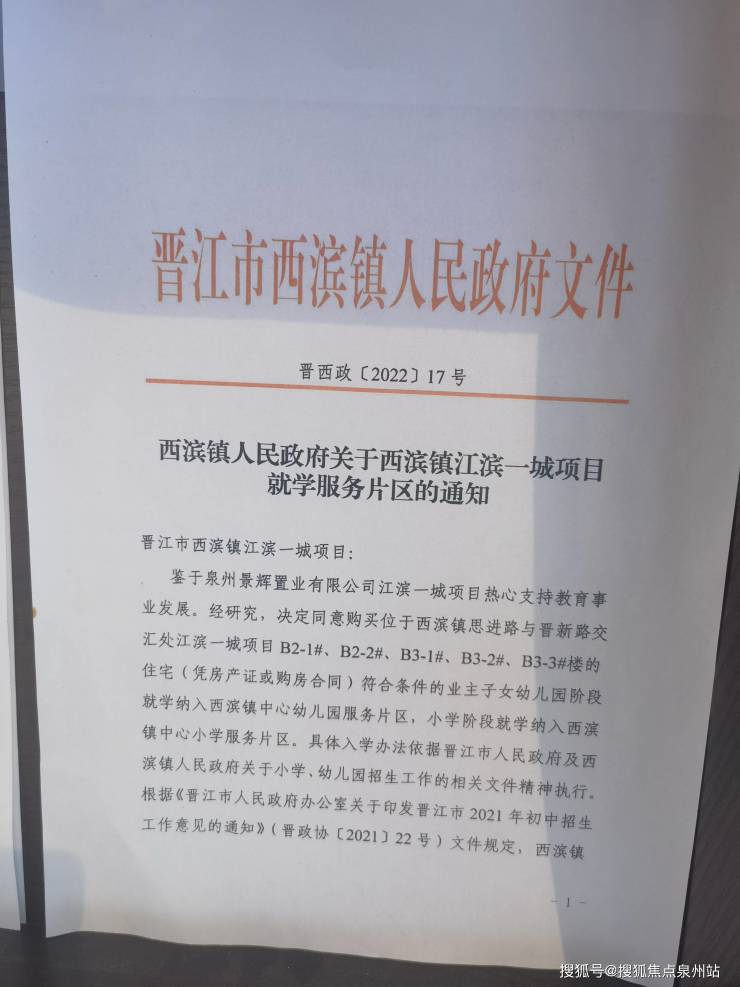 晋江市西滨镇人民政府文件
晋西政〔2022〕17号
西滨镇人民政府关于西滨镇江滨一城项目
就学服务片区的通知
晋江市西滨镇江滨一城项目：
鉴于泉州景辉置业有限公司江滨一城项目热心支持教育事
业发展。经研究，决定同意购买位于西滨镇思进路与晋新路交
汇处江滨一城项目 B2-1#、B2-2#、B3-1#、B3-2#、B3-3#楼的
住宅（凭房产证或购房合同）符合条件的业主子女幼儿园阶段
就学纳入西滨镇中心幼儿园服务片区，小学阶段就学纳入西滨
镇中心小学服务片区。具体入学办法依据晋江市人民政府及西
滨镇人民政府关于小学、幼儿园招生工作的相关文件精神执行。
根据《晋江市人民政府办公室关于印发晋江市 2021 年初中招生
工作意见的通知》（晋政协〔2021〕22 号）文件规定，西滨镇
- 1 -
搜狐号@搜狐焦点泉州站